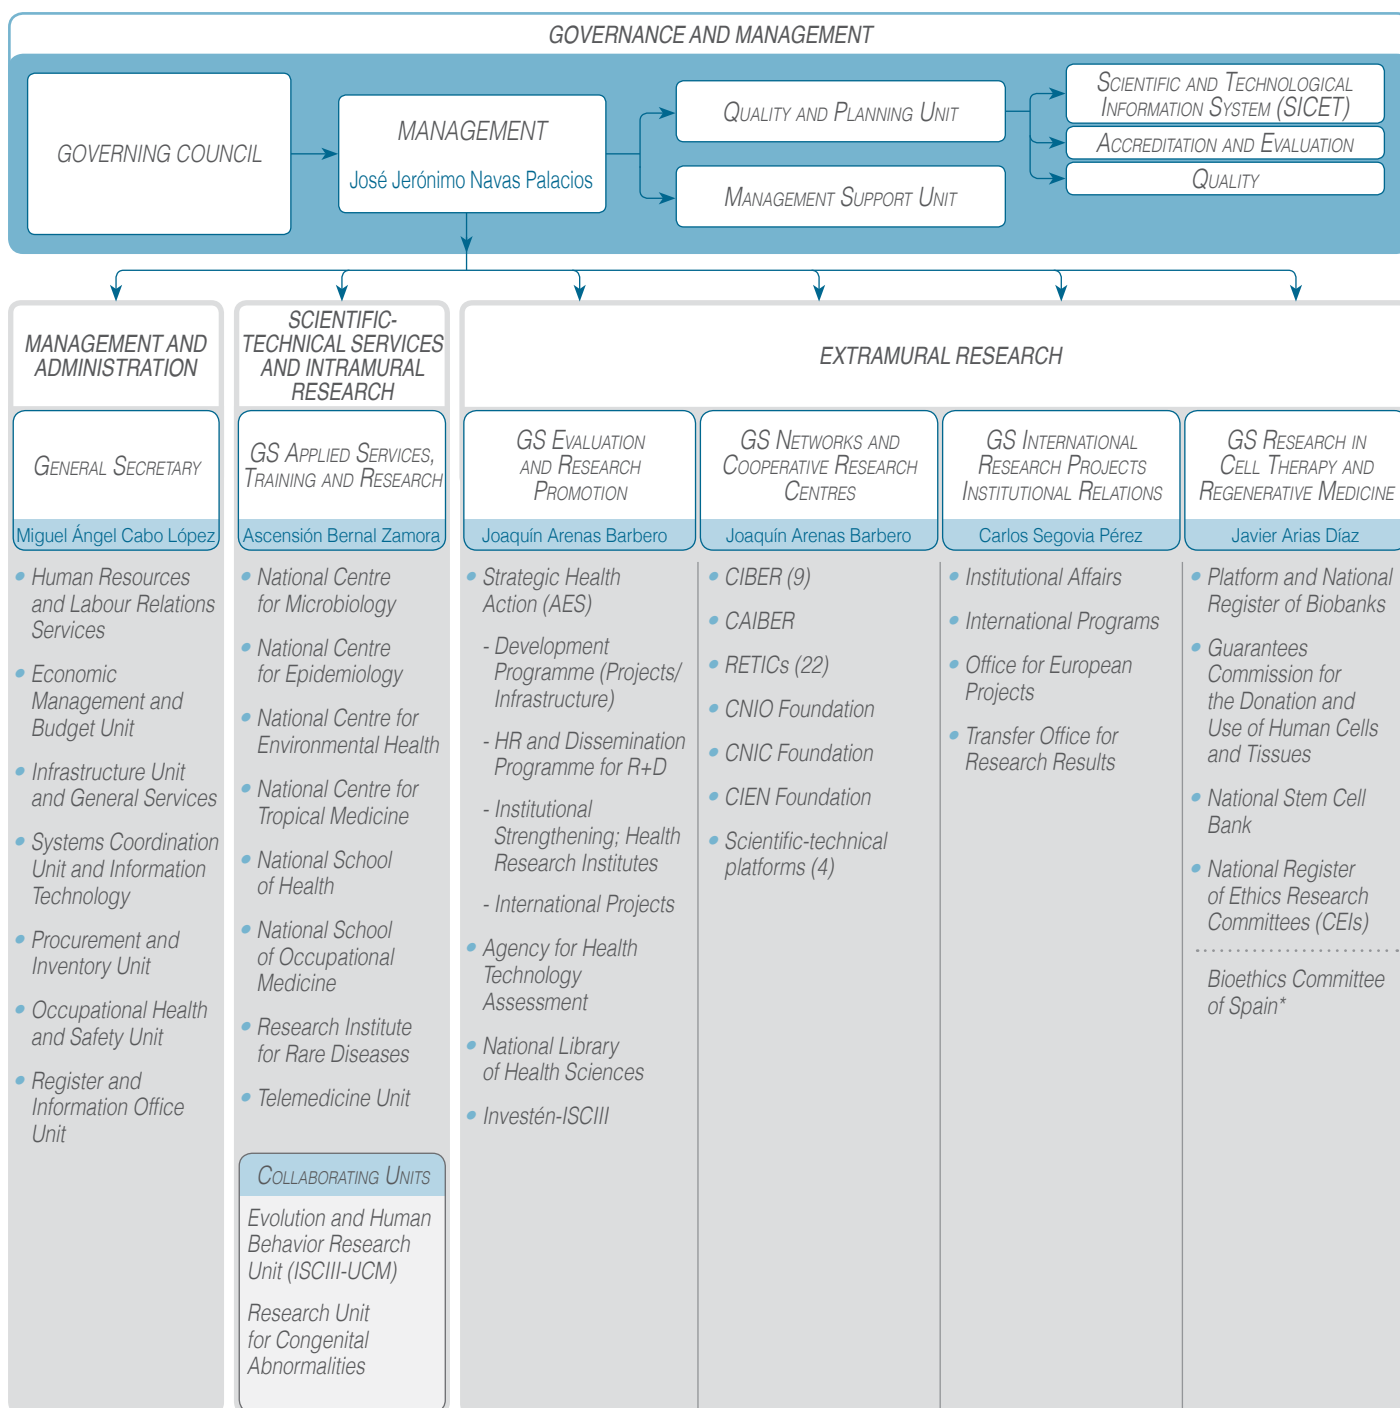 GOVERNANCE AND MANAGEMENT
GOVERNING COUNCIL
MANAGEMENT
José Jerónimo Navas Palacios
QUALITY AND PLANNING UNIT
MANAGEMENT SUPPORT UNIT
SCIENTIFIC AND TECHNOLOGICAL
INFORMATION SYSTEM (SICET)
ACCREDITATION AND EVALUATION
QUALITY
MANAGEMENT AND
ADMINISTRATION
GENERAL SECRETARY
Miguel Ángel Cabo López
• Human Resources
and Labour Relations
Services
• Economic
Management and
Budget Unit
• Infrastructure Unit
and General Services
• Systems Coordination
Unit and Information
Technology
• Procurement and
Inventory Unit
• Occupational Health
and Safety Unit
• Register and
Information Office
Unit
SCIENTIFIC-
TECHNICAL SERVICES
AND INTRAMURAL
RESEARCH
GS APPLIED SERVICES,
TRAINING AND RESEARCH
Ascensión Bernal Zamora
• National Centre
for Microbiology
• National Centre
for Epidemiology
• National Centre for
Environmental Health
• National Centre for
Tropical Medicine
• National School
of Health
• National School
of Occupational
Medicine
• Research Institute
for Rare Diseases
• Telemedicine Unit
COLLABORATING UNITS
Evolution and Human
Behavior Research
Unit (ISCIII-UCM)
Research Unit
for Congenital
Abnormalities
EXTRAMURAL RESEARCH
GS EVALUATION
AND RESEARCH
PROMOTION
Joaquín Arenas Barbero
• Strategic Health
Action (AES)
- Development
Programme (Projects/
Infrastructure)
- HR and Dissemination
Programme for R+D
- Institutional
Strengthening; Health
Research Institutes
- International Projects
• Agency for Health
Technology
Assessment
• National Library
of Health Sciences
• Investén-ISCIII
GS NETWORKS AND
COOPERATIVE RESEARCH
CENTRES
Joaquín Arenas Barbero
• CIBER (9)
• CAIBER
• RETICs (22)
• CNIO Foundation
• CNIC Foundation
• CIEN Foundation
• Scientific-technical
platforms (4)
GS INTERNATIONAL
RESEARCH PROJECTS
INSTITUTIONAL RELATIONS
Carlos Segovia Pérez
• Institutional Affairs
• International Programs
• Office for European
Projects
• Transfer Office for
Research Results
GS RESEARCH IN
CELL THERAPY AND
REGENERATIVE MEDICINE
Javier Arias Díaz
• Platform and National
Register of Biobanks
• Guarantees
Commission for
the Donation and
Use of Human Cells
and Tissues
• National Stem Cell
Bank
• National Register
of Ethics Research
Committees (CEIs)
Bioethics Committee
of Spain*